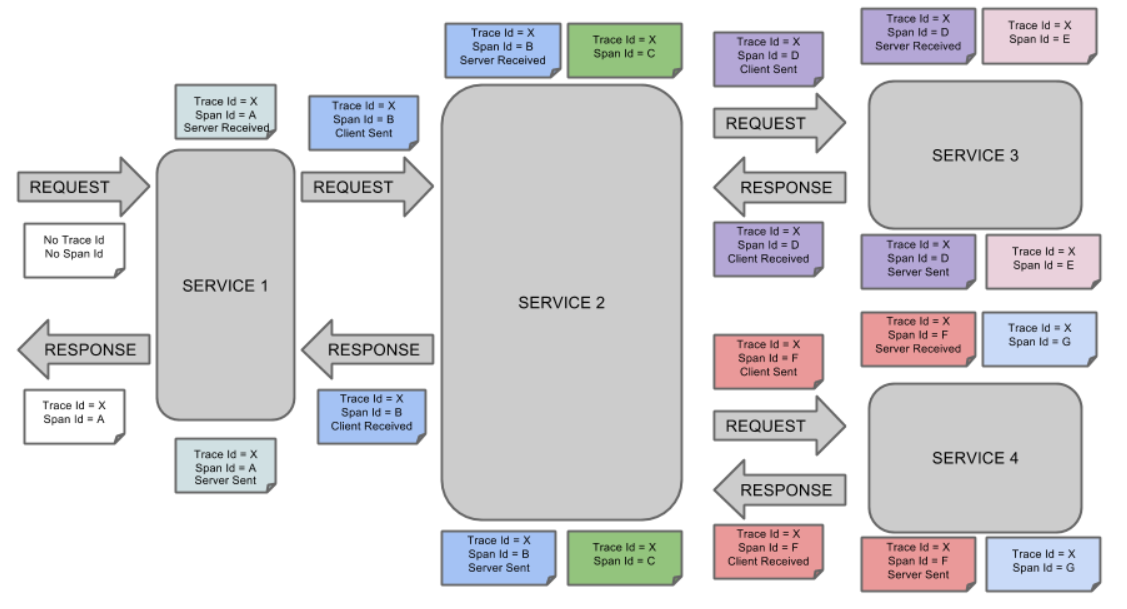 REQUEST
No Trace Id
No Span Id
RESPONSE
Trace Id = X
Span Id = A
Trace Id = X
Span Id = A
Server Received
SERVICE 1
Trace Id = X
Span Id = A
Server Sent
Trace Id = X
Span Id = B
Client Sent
REQUEST
RESPONSE
Trace Id = X
Span Id = B
Client Received
Trace Id = X
Span Id = B
Server Received
Trace Id = X
Span Id = C
SERVICE 2
Trace Id = X
Span Id = B
Server Sent
Trace Id = X
Span Id = C
Trace Id = X
Span Id = D
Client Sent
REQUEST
RESPONSE
Trace Id = X
Span Id = D
Client Received
Trace Id = X
Span Id = D
Server Received
Trace Id = X
Span Id = E
SERVICE 3
Trace Id = X
Span Id = D
Server Sent
Trace Id = X
Span Id = E
Trace Id = X
Span Id = F
Client Sent
REQUEST
RESPONSE
Trace Id = X
Span Id = F
Client Received
Trace Id = X
Span Id = F
Server Received
Trace Id = X
Span Id = G
SERVICE 4
Trace Id = X
Span Id = F
Server Sent
Trace Id = X
Span Id = G